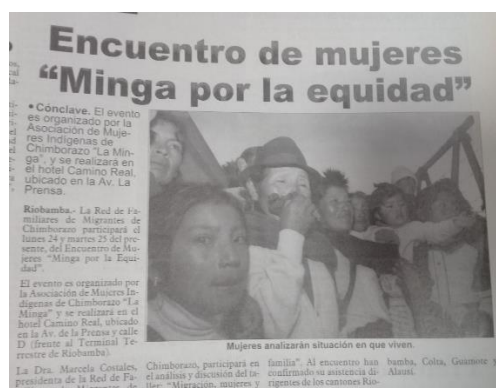 Encuentro de mujeres
“Minga por la equidad”
• Cónclave. El evento
es organizado por la
Asociación de Muje-
res Indígenas de
Chimborazo “La Min-
ga”, y se realizará en
el hotel Camino Real,
ubicado en la Av. La
Prensa.
Riobamba.- La Red de Fa-
miliares de Migrantes de
Chimborazo participará el
lunes 24 y martes 25 del pre-
sente, del Encuentro de Mu-
jeres “Minga por la Equi-
dad”.
El evento es organizado por
la Asociación de Mujeres In-
dígenas de Chimborazo “La
Minga” y se realizará en el
hotel Camino Real, ubicado
en la Av. de la Prensa y calle
D (frente al Terminal Te-
rrestre de Riobamba).
La Dra. Marcela Costales,
presidenta de la Red de Fa-
Mujeres analizarán situación en que viven.
Chimborazo, participará en
el análisis y discusión del ta-
ller: “Migración, mujeres y
familia”. Al encuentro han
confirmado su asistencia di-
rigentes de los cantones Rio-
bamba, Colta, Guamote y
Alausí.